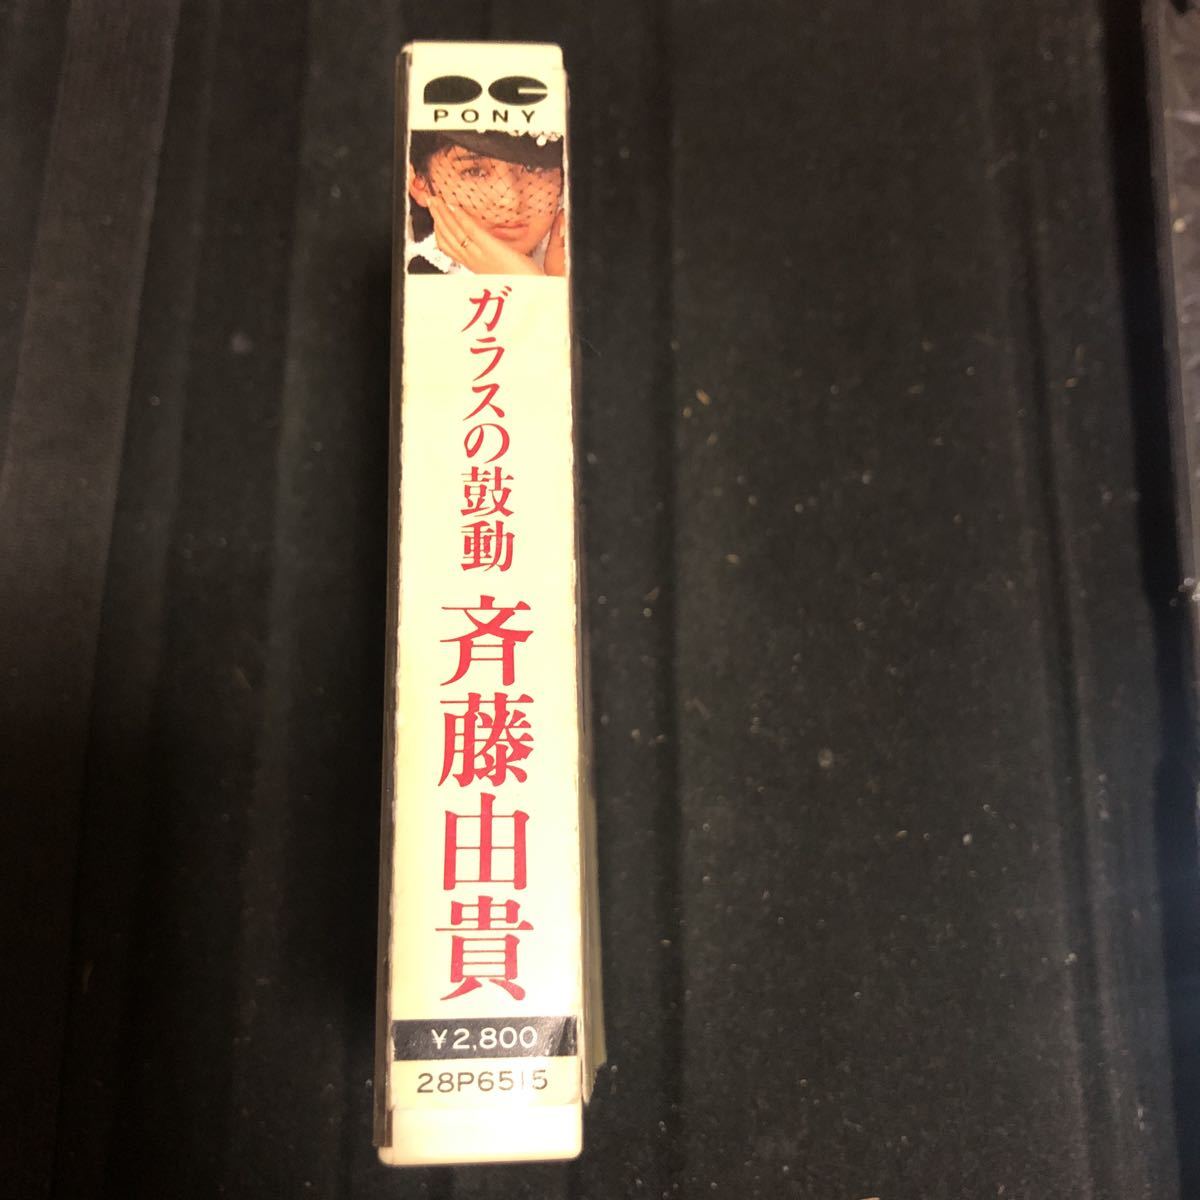 PC
PONY
ガラスの鼓動
斉藤由貴
¥2,800
28P6515